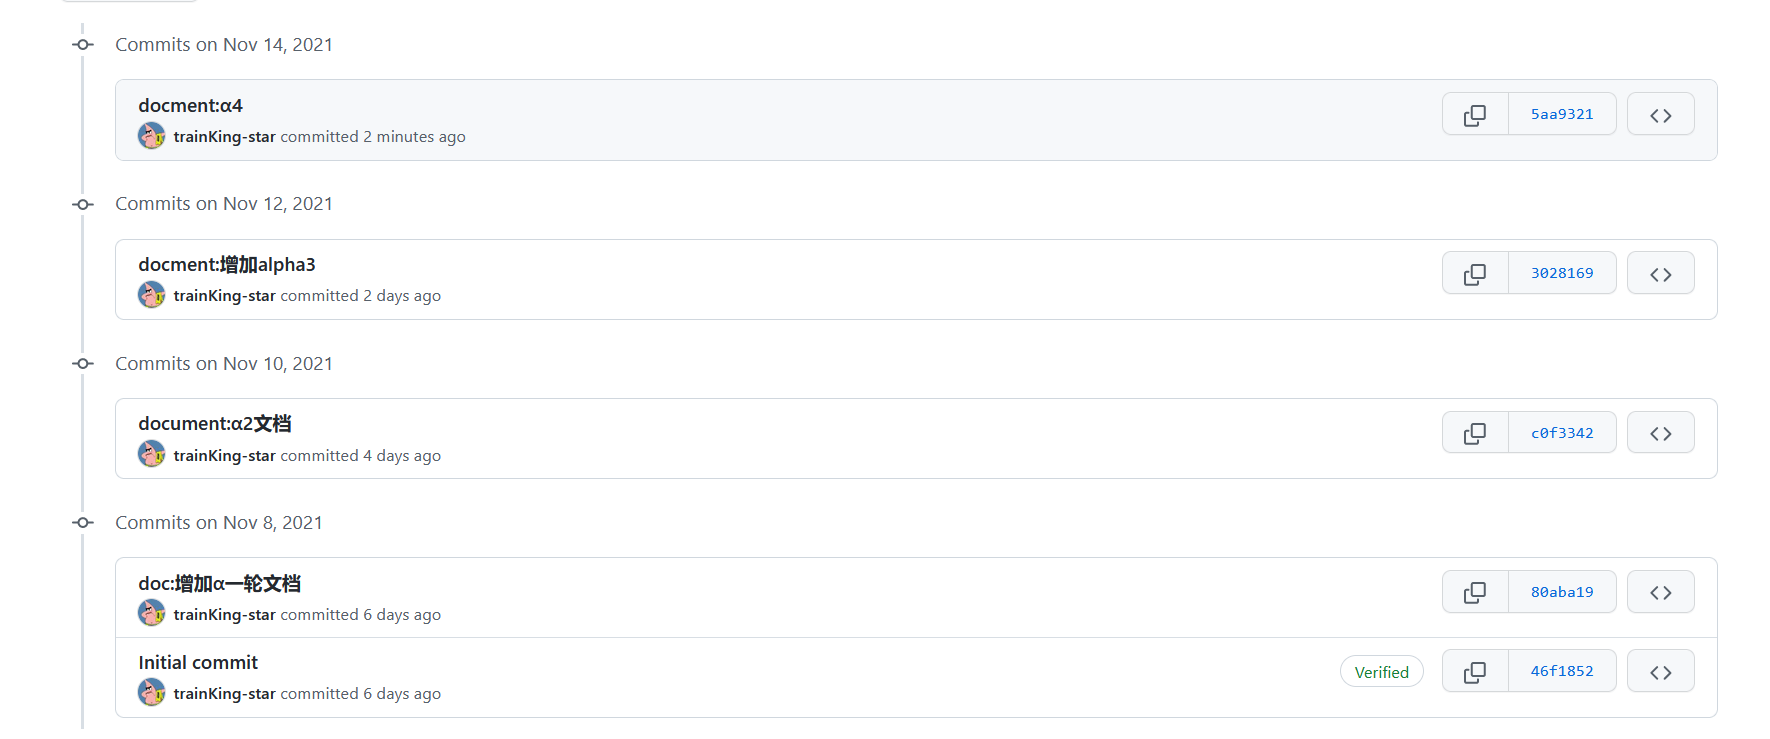 Commits on Nov 14, 2021
docment:α4
trainKing-star committed 2 minutes ago
5aa9321
Commits on Nov 12, 2021
docment:增加alpha3
trainKing-star committed 2 days ago
3028169
Commits on Nov 10, 2021
document:α2文档
trainKing-star committed 4 days ago
c0f3342
Commits on Nov 8, 2021
doc:增加α一轮文档
trainKing-star committed 6 days ago
80aba19
Initial commit
trainKing-star committed 6 days ago
Verified
46f1852